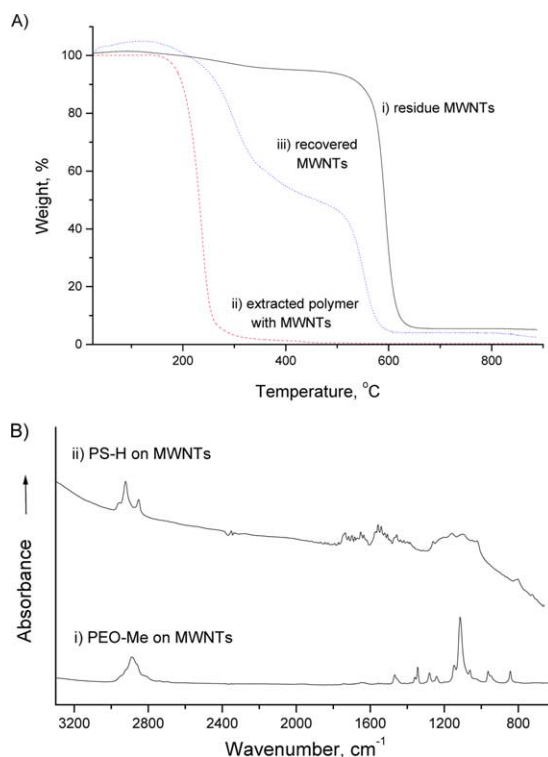 A)
100
80
60
40
20
0
Weight, %
i) residue MWNTs
iii) recovered
MWNTs
ii) extracted polymer
with MWNTs
200
400
600
800
Temperature, °C
B)
ii) PS-H on MWNTs
Absorbance
i) PEO-Me on MWNTs
3200
2800
2400
2000
1600
1200
800
Wavenumber, cm-1